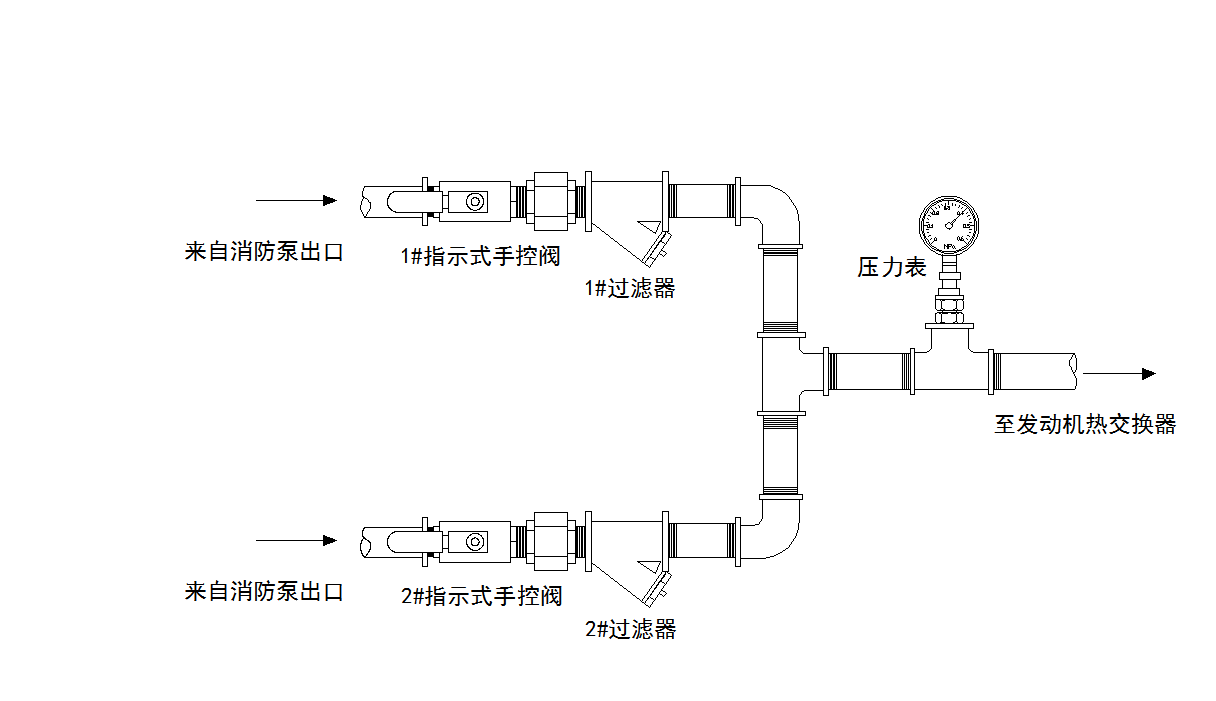 来自消防泵出口
1#指示式手控阀
1#过滤器
压力表
MPa
至发动机热交换器
来自消防泵出口
2#指示式手控阀
2#过滤器